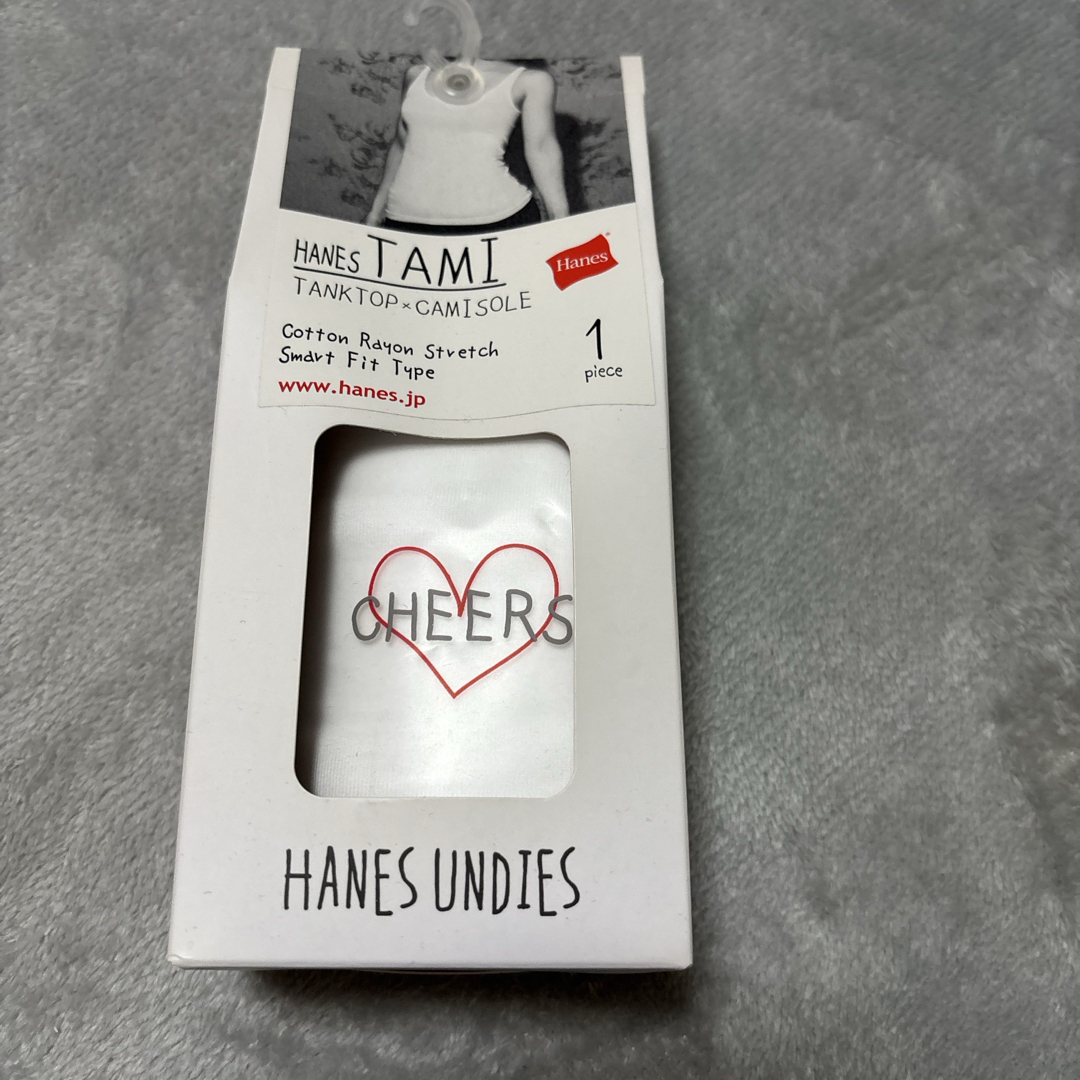 HANES TAMI
Hanes
TANKTOP×CAMISOLE
Cotton Rayon Stretch
Smart Fit Type
1
piece
www.hanes.jp
CHEERS
HANES UNDIES